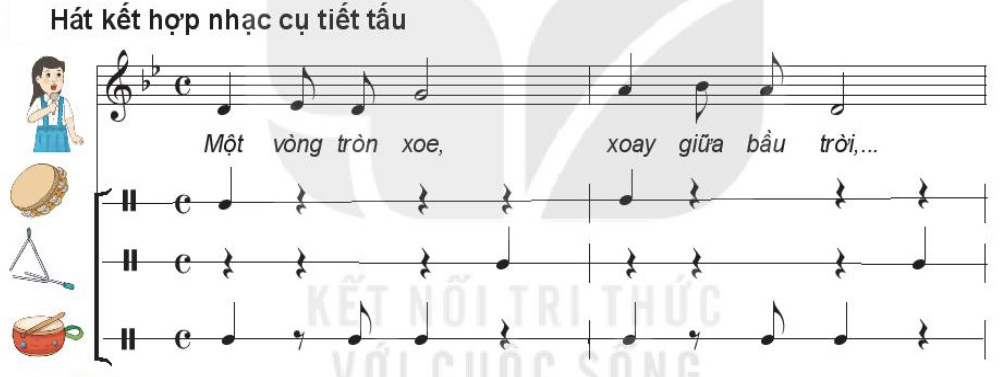 Hát kết hợp nhạc cụ tiết tấu
Một vòng tròn xoe, xoay giữa bầu trời,...
KẾT NỐI TRI THỨC
VỚI CUỘC SỐNG